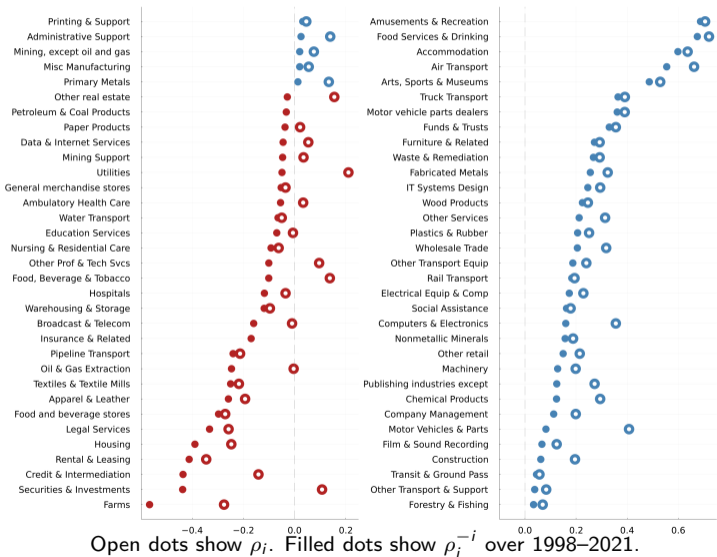 Printing & Support
Administrative Support
Mining, except oil and gas
Misc Manufacturing
Primary Metals
Other real estate
Petroleum & Coal Products
Paper Products
Data & Internet Services
Mining Support
Utilities
General merchandise stores
Ambulatory Health Care
Water Transport
Education Services
Nursing & Residential Care
Other Prof & Tech Svcs
Food, Beverage & Tobacco
Hospitals
Warehousing & Storage
Broadcast & Telecom
Insurance & Related
Pipeline Transport
Oil & Gas Extraction
Textiles & Textile Mills
Apparel & Leather
Food and beverage stores
Legal Services
Housing
Rental & Leasing
Credit & Intermediation
Securities & Investments
Farms
−0.4 −0.2 0.0 0.2
Amusements & Recreation
Food Services & Drinking
Accommodation
Air Transport
Arts, Sports & Museums
Truck Transport
Motor vehicle parts dealers
Funds & Trusts
Furniture & Related
Waste & Remediation
Fabricated Metals
IT Systems Design
Wood Products
Other Services
Plastics & Rubber
Wholesale Trade
Other Transport Equip
Rail Transport
Electrical Equip & Comp
Social Assistance
Computers & Electronics
Nonmetallic Minerals
Other retail
Machinery
Publishing industries except
Chemical Products
Company Management
Motor Vehicles & Parts
Film & Sound Recording
Construction
Transit & Ground Pass
Other Transport & Support
Forestry & Fishing
0.0 0.2 0.4 0.6
Open dots show ρᵢ. Filled dots show ρᵢ⁻ⁱ over 1998–2021.